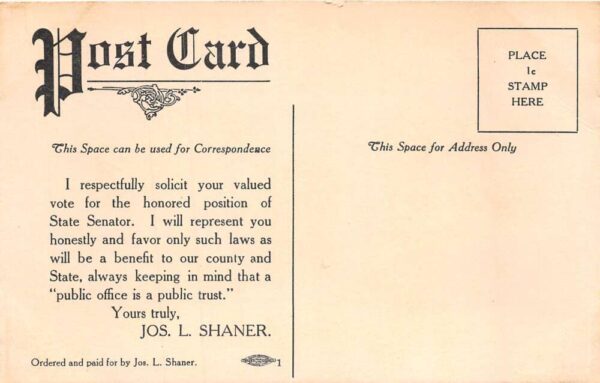 Post Card
PLACE
1c
STAMP
HERE
This Space can be used for Correspondence
This Space for Address Only
I respectfully solicit your valued
vote for the honored position of
State Senator. I will represent you
honestly and favor only such laws as
will be a benefit to our county and
State, always keeping in mind that a
"public office is a public trust."
Yours truly,
JOS. L. SHANER.
Ordered and paid for by Jos. L. Shaner.
1